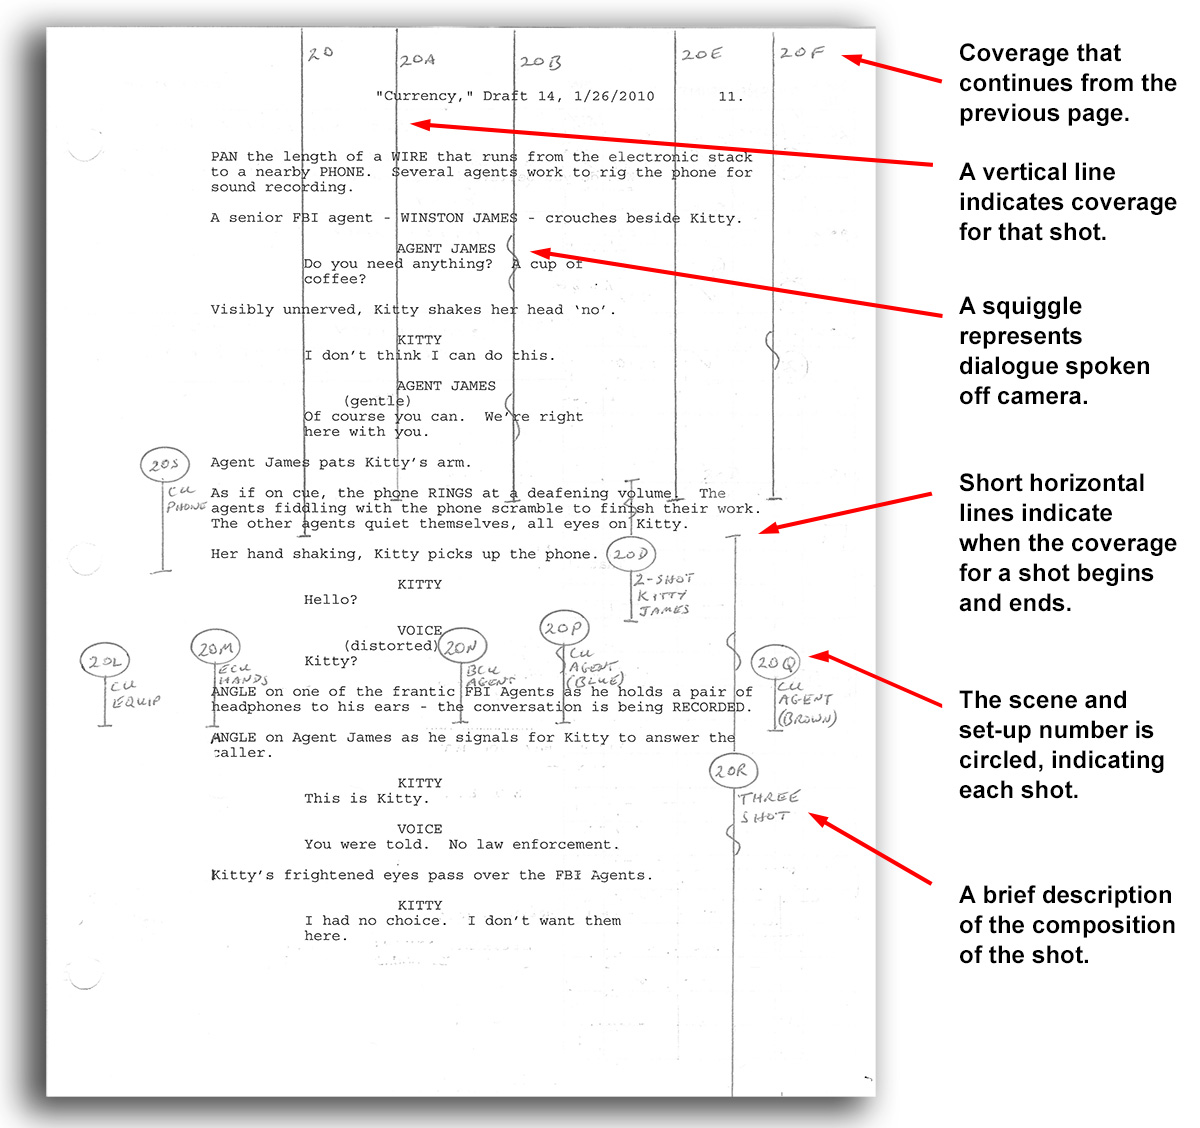 20
20A
20B
20E
20F
"Currency," Draft 14, 1/26/2010 11.
PAN the length of a WIRE that runs from the electronic stack
to a nearby PHONE. Several agents work to rig the phone for
sound recording.
A senior FBI agent - WINSTON JAMES - crouches beside Kitty.
AGENT JAMES
Do you need anything? A cup of
coffee?
Visibly unnerved, Kitty shakes her head 'no'.
KITTY
I don't think I can do this.
AGENT JAMES
(gentle)
Of course you can. We're right
here with you.
20S
CU
PHONE
Agent James pats Kitty's arm.
As if on cue, the phone RINGS at a deafening volume. The
agents fiddling with the phone scramble to finish their work.
The other agents quiet themselves, all eyes on Kitty.
Her hand shaking, Kitty picks up the phone.
20D
2-SHOT
KITTY
JAMES
KITTY
Hello?
VOICE
(distorted)
Kitty?
20L
CU
EQUIP
20M
ECU
HANDS
20N
BCU
AGENT
20P
CU
AGENT
(BLUE)
20Q
CU
AGENT
(BROWN)
ANGLE on one of the frantic FBI Agents as he holds a pair of
headphones to his ears - the conversation is being RECORDED.
ANGLE on Agent James as he signals for Kitty to answer the
caller.
20R
THREE
SHOT
KITTY
This is Kitty.
VOICE
You were told. No law enforcement.
Kitty's frightened eyes pass over the FBI Agents.
KITTY
I had no choice. I don't want them
here.
Coverage that
continues from the
previous page.
A vertical line
indicates coverage
for that shot.
A squiggle
represents
dialogue spoken
off camera.
Short horizontal
lines indicate
when the coverage
for a shot begins
and ends.
The scene and
set-up number is
circled, indicating
each shot.
A brief description
of the composition
of the shot.